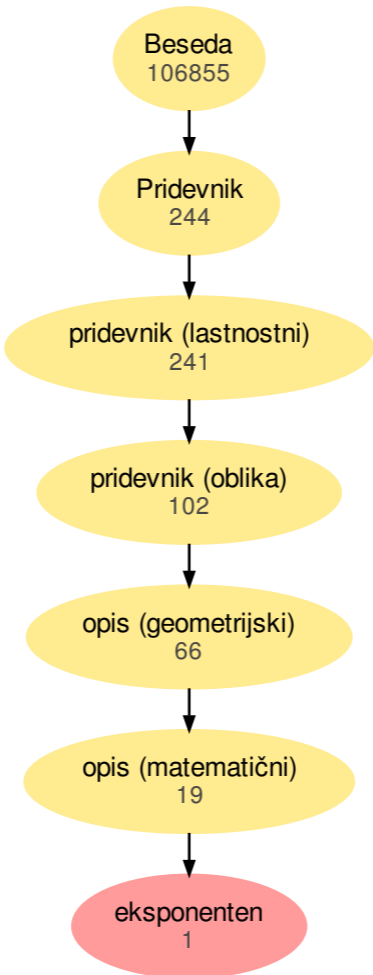 Beseda
106855
Pridevnik
244
pridevnik (lastnostni)
241
pridevnik (oblika)
102
opis (geometrijski)
66
opis (matematični)
19
eksponenten
1